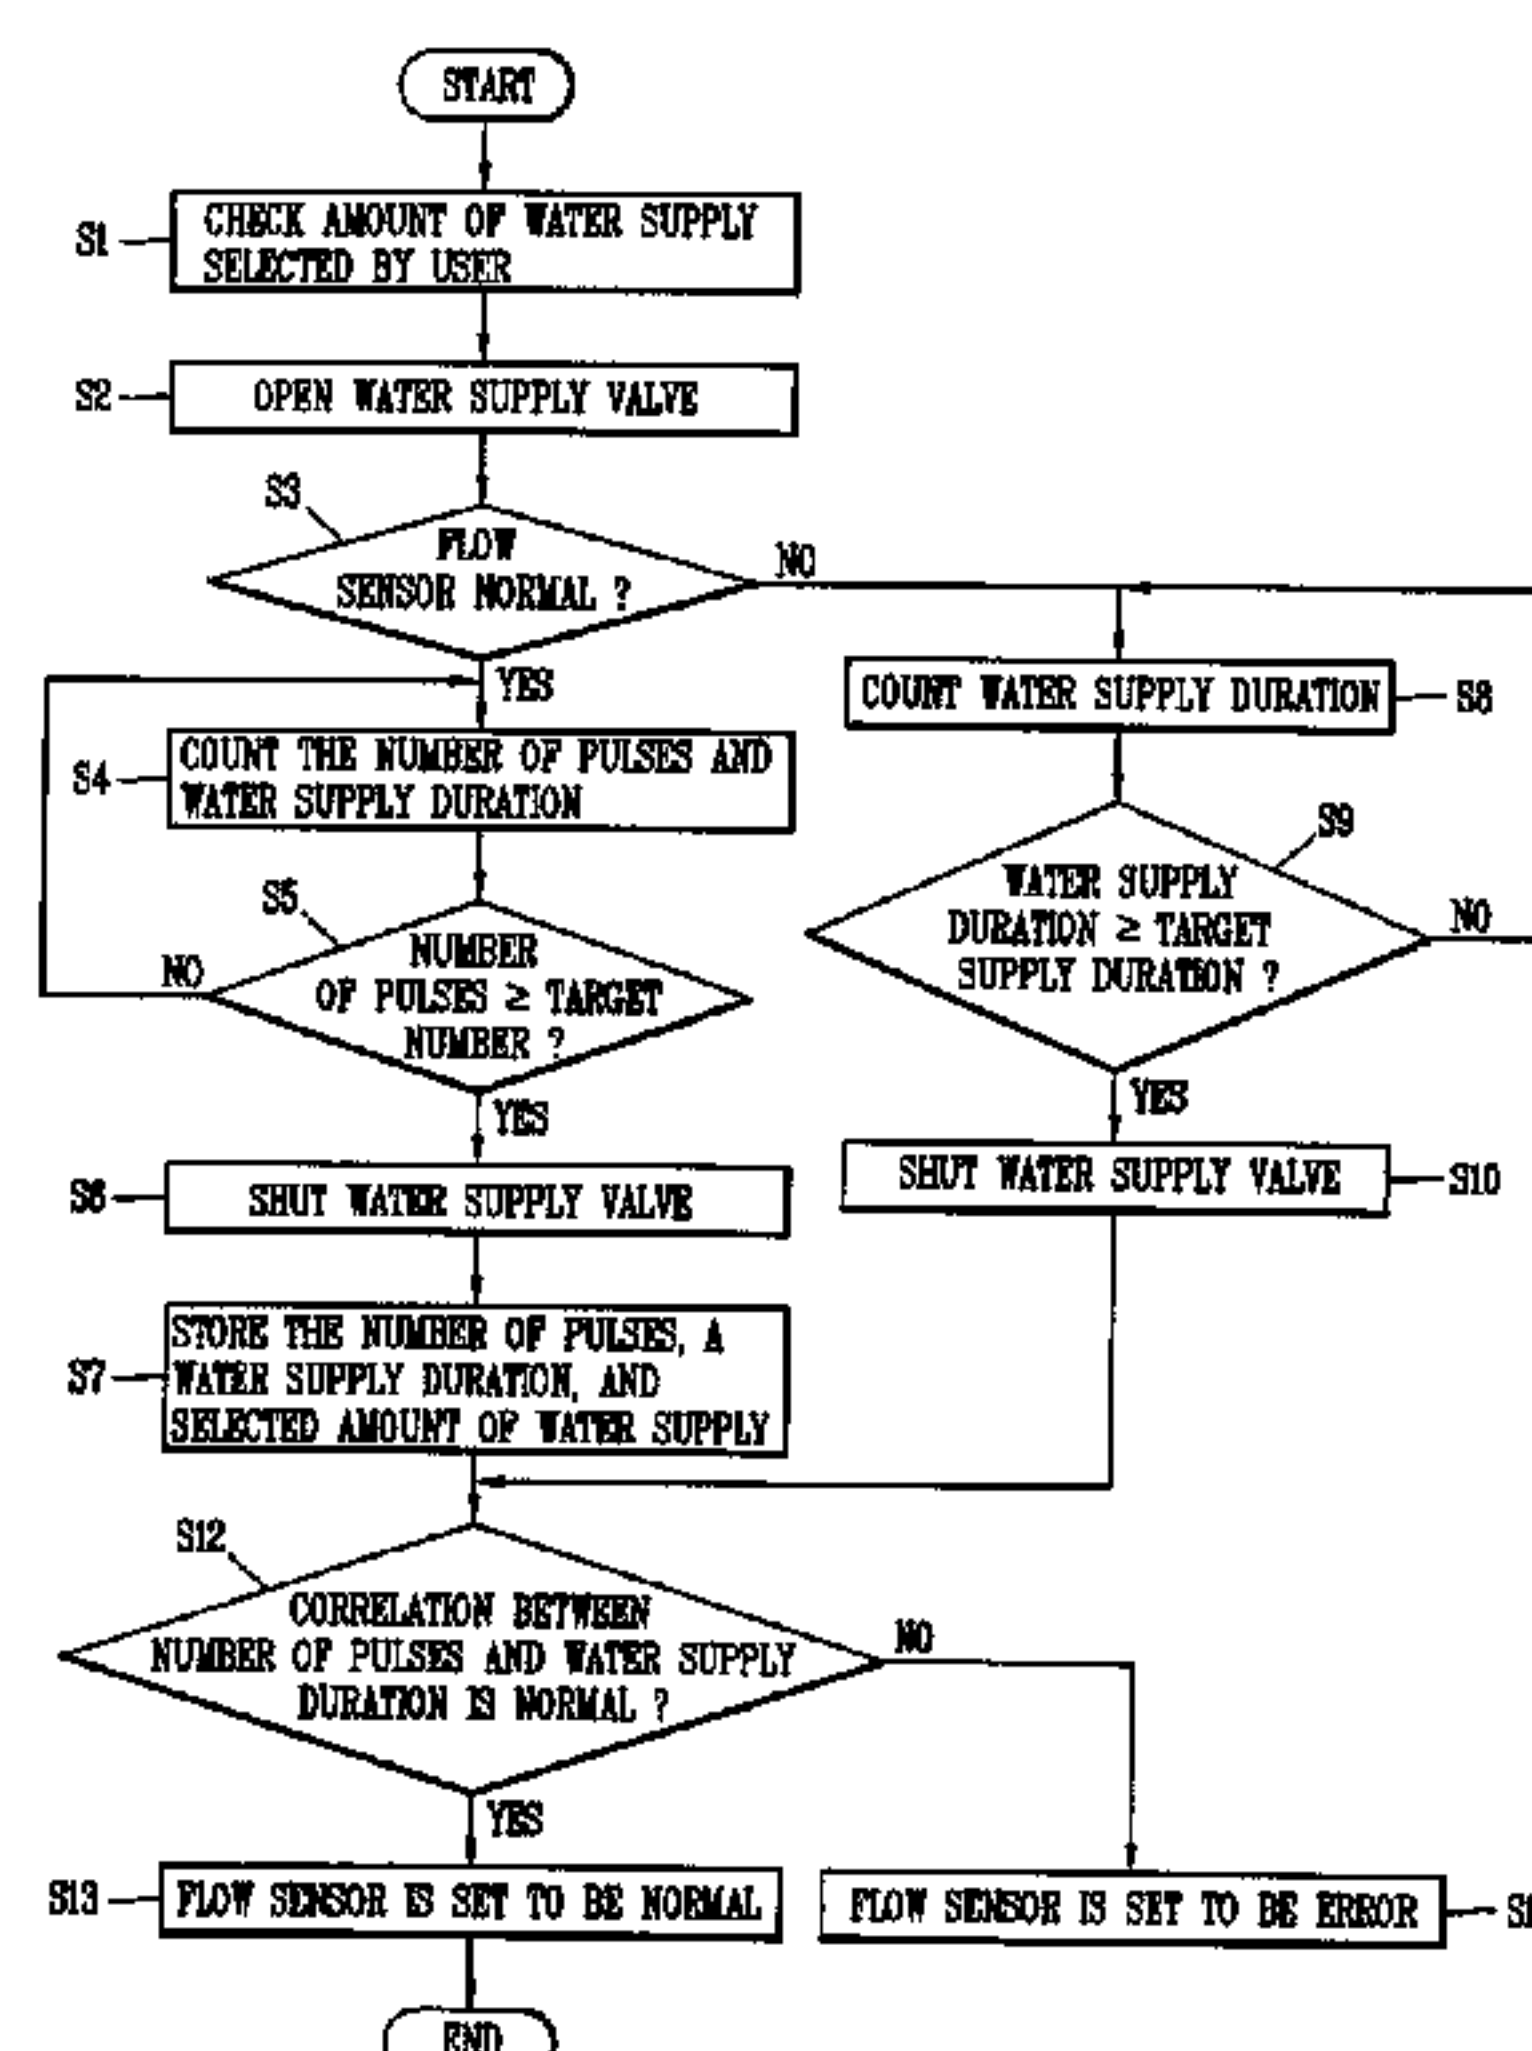 START
S1
CHECK AMOUNT OF WATER SUPPLY
SELECTED BY USER
S2
OPEN WATER SUPPLY VALVE
S3
FLOW
SENSOR NORMAL ?
NO
YES
COUNT WATER SUPPLY DURATION
S8
S4
COUNT THE NUMBER OF PULSES AND
WATER SUPPLY DURATION
S9
WATER SUPPLY
DURATION ≥ TARGET
SUPPLY DURATION ?
NO
S5
NUMBER
OF PULSES ≥ TARGET
NUMBER ?
NO
YES
YES
S6
SHUT WATER SUPPLY VALVE
SHUT WATER SUPPLY VALVE
S10
S7
STORE THE NUMBER OF PULSES, A
WATER SUPPLY DURATION, AND
SELECTED AMOUNT OF WATER SUPPLY
S12
CORRELATION BETWEEN
NUMBER OF PULSES AND WATER SUPPLY
DURATION IS NORMAL ?
NO
YES
S13
FLOW SENSOR IS SET TO BE NORMAL
FLOW SENSOR IS SET TO BE ERROR
END